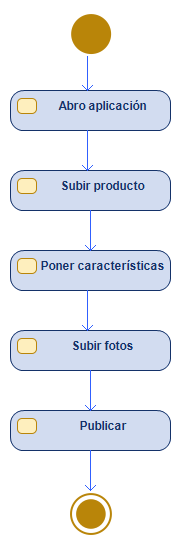 Abro aplicación
Subir producto
Poner características
Subir fotos
Publicar